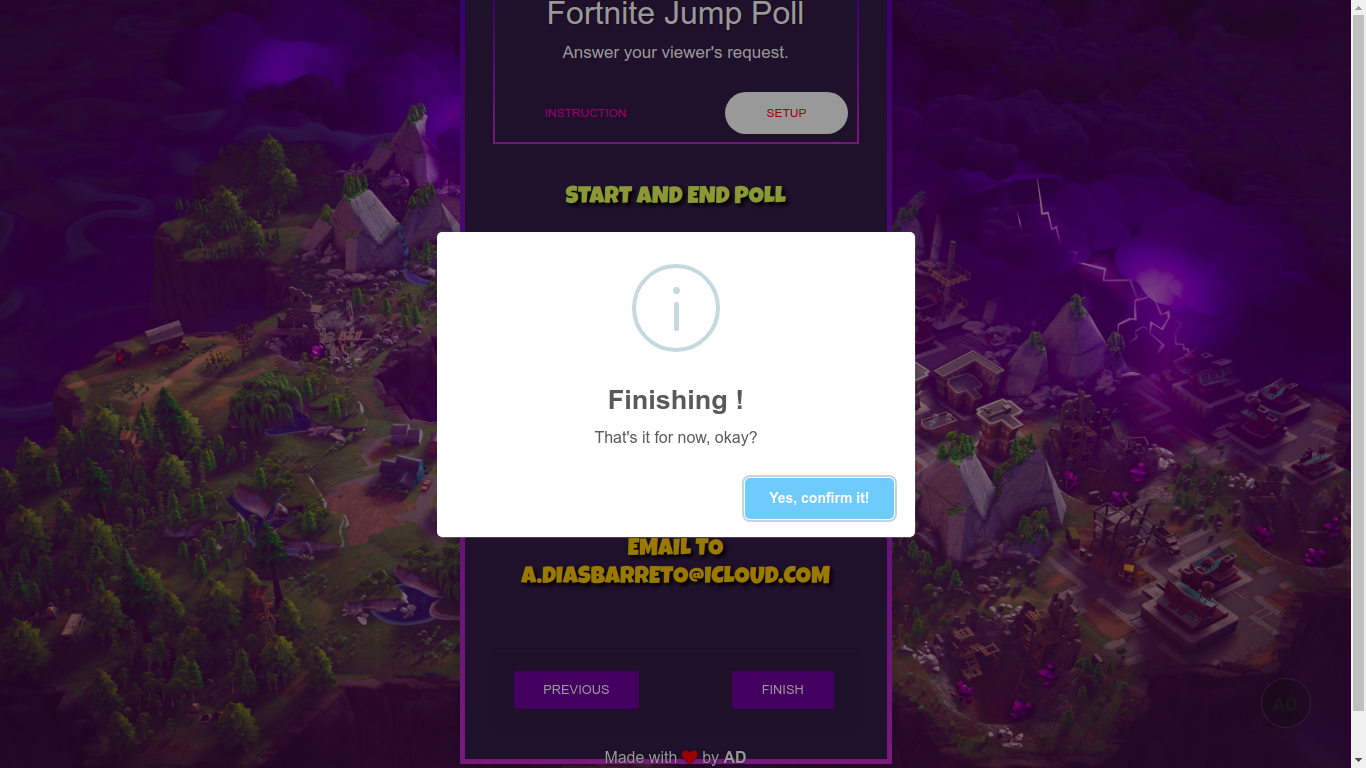 Fortnite Jump Poll
Answer your viewer's request.
INSTRUCTION
SETUP
START AND END POLL
Finishing !
That's it for now, okay?
Yes, confirm it!
EMAIL TO
A.DIASBARRETO@ICLOUD.COM
PREVIOUS
FINISH
AD
Made with ❤ by AD